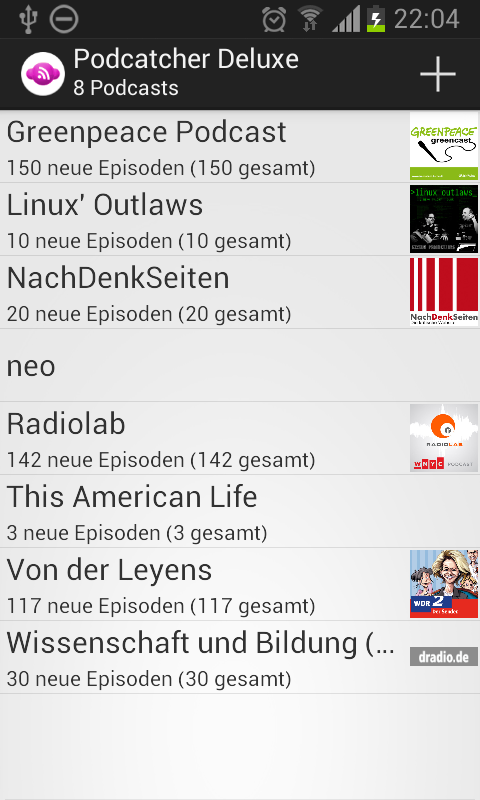 22:04
Podcatcher Deluxe
8 Podcasts
Greenpeace Podcast
150 neue Episoden (150 gesamt)
GREENPEACE
greencast
Linux' Outlaws
10 neue Episoden (10 gesamt)
>linux outlaws_
NachDenkSeiten
20 neue Episoden (20 gesamt)
NachDenkSeiten
neo
Radiolab
142 neue Episoden (142 gesamt)
RADIOLAB
WNYC PODCAST
This American Life
3 neue Episoden (3 gesamt)
Von der Leyens
117 neue Episoden (117 gesamt)
WDR 2
Der Sender
Wissenschaft und Bildung (...
30 neue Episoden (30 gesamt)
dradio.de